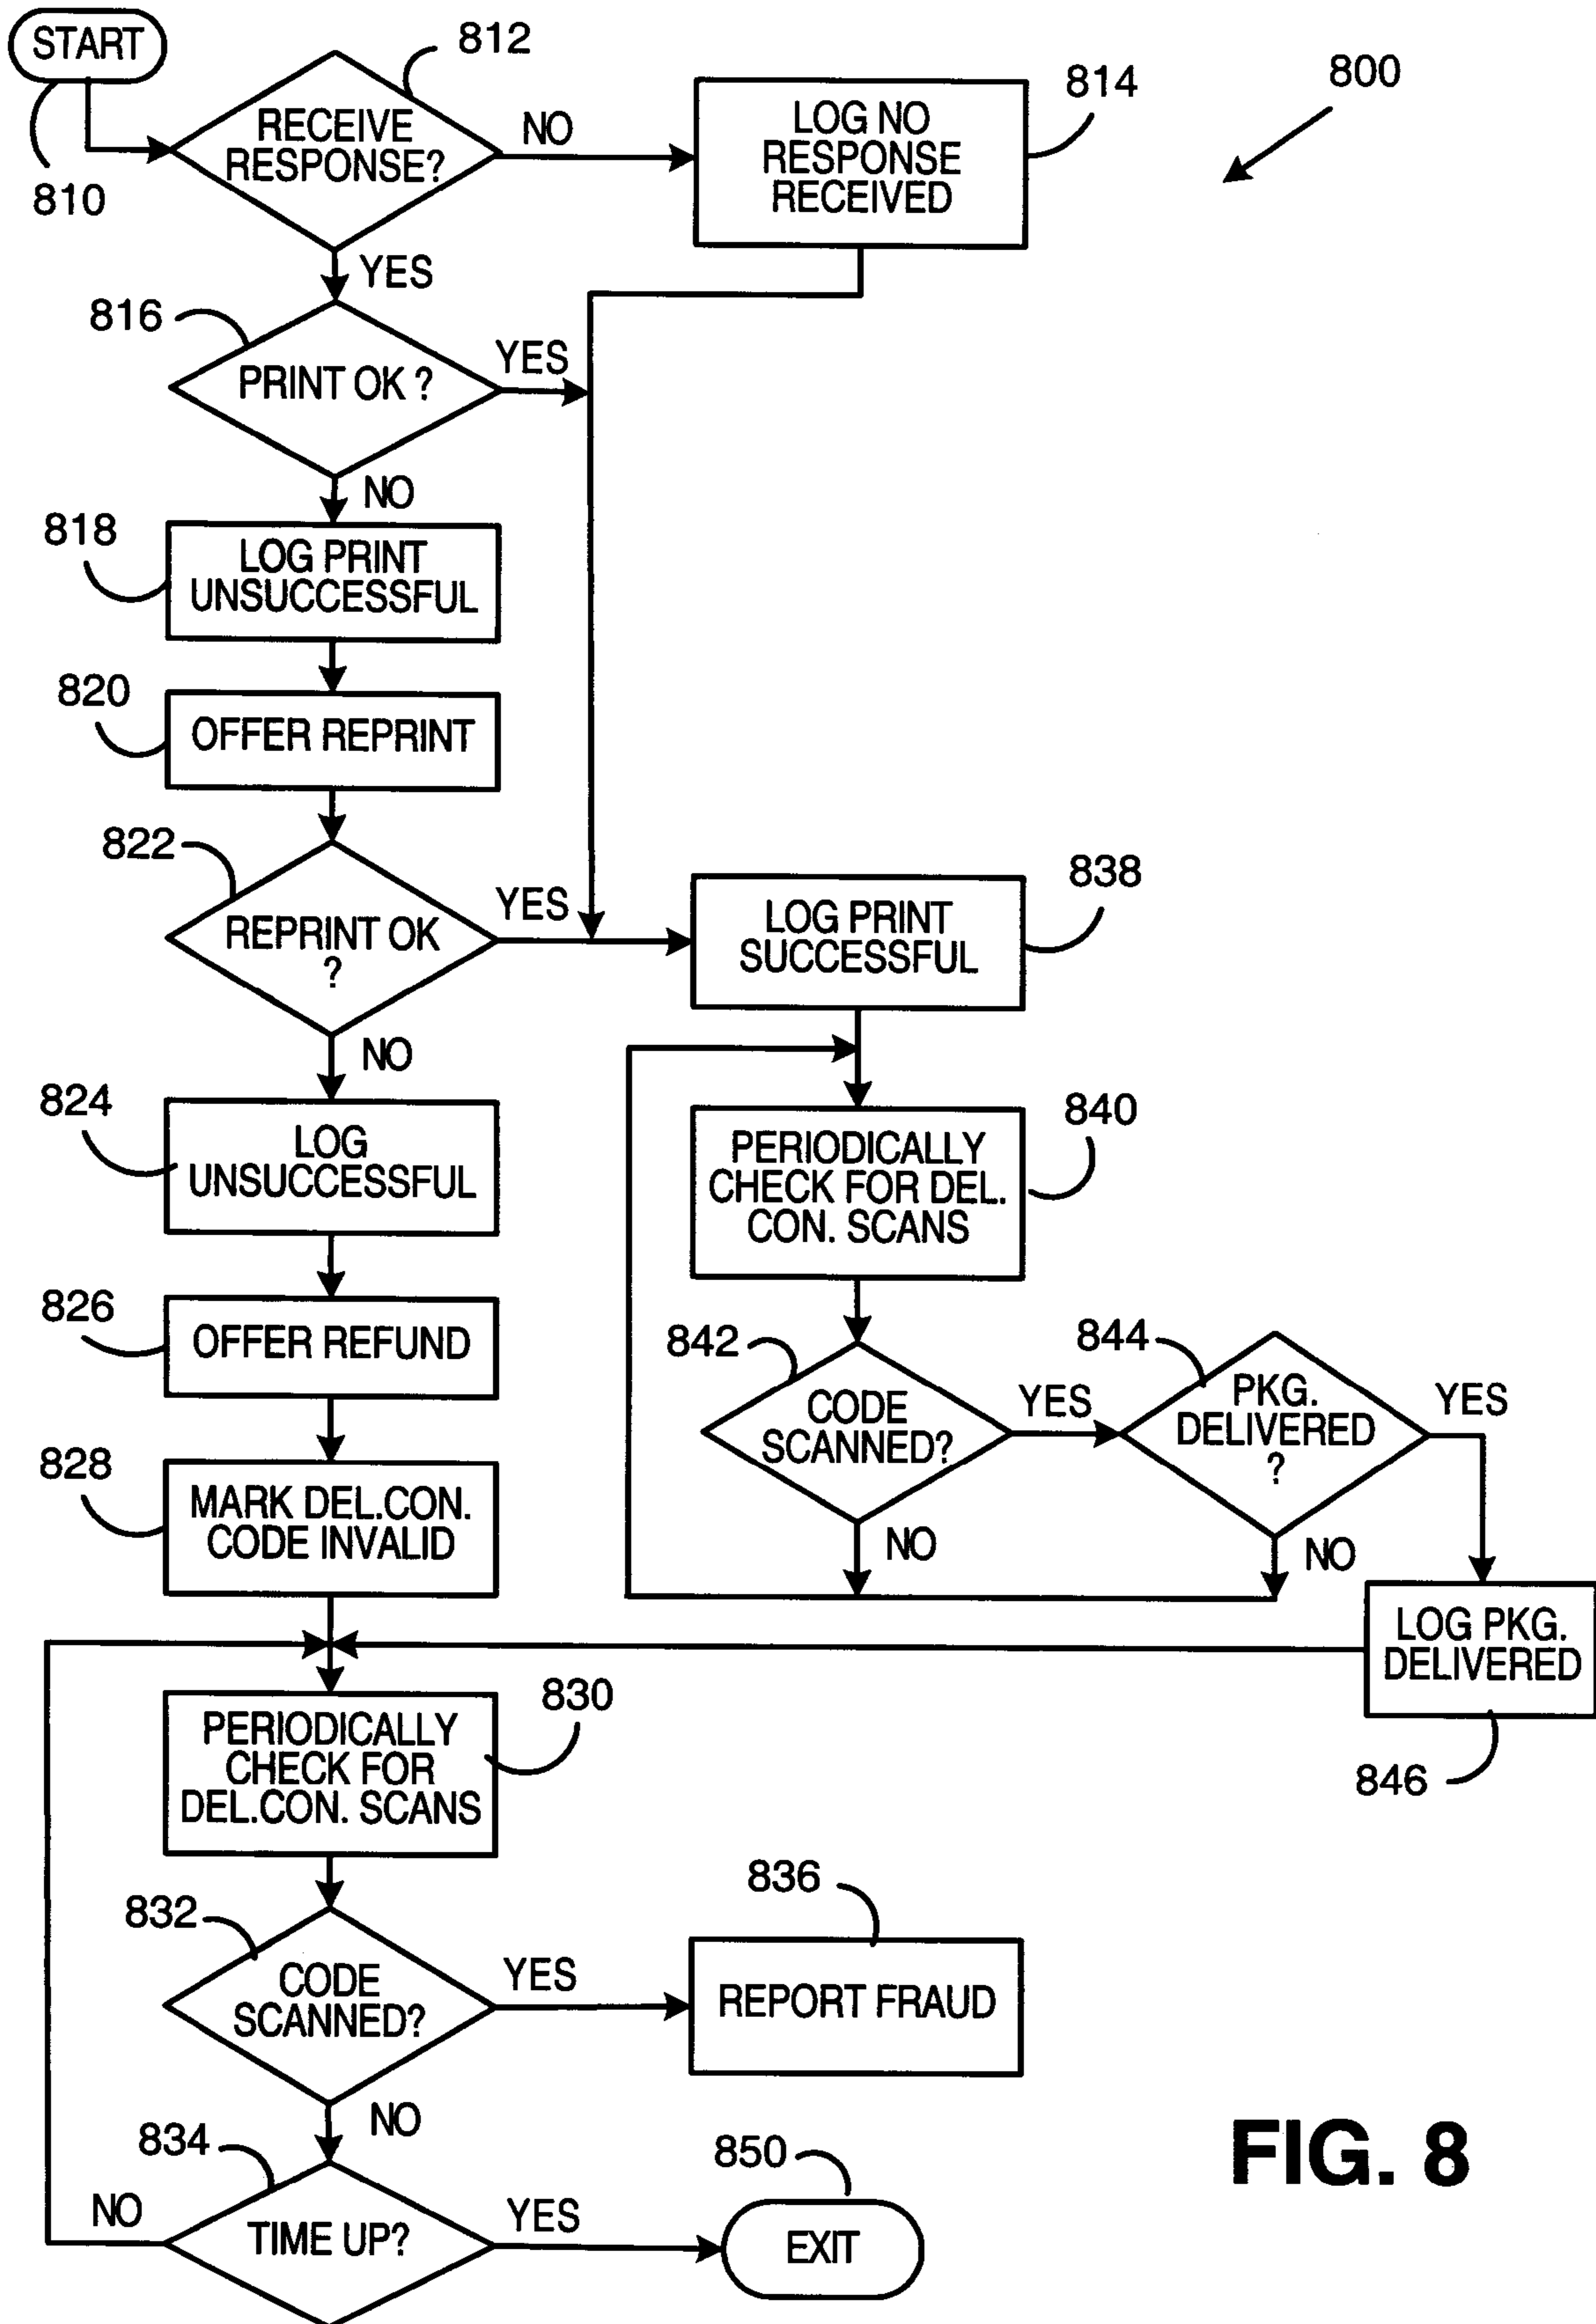 START
810
812
RECEIVE
RESPONSE?
NO
LOG NO
RESPONSE
RECEIVED
814
800
YES
816
PRINT OK ?
YES
NO
818
LOG PRINT
UNSUCCESSFUL
820
OFFER REPRINT
822
REPRINT OK
?
YES
LOG PRINT
SUCCESSFUL
838
NO
824
LOG
UNSUCCESSFUL
PERIODICALLY
CHECK FOR DEL.
CON. SCANS
840
826
OFFER REFUND
842
CODE
SCANNED?
YES
844
PKG.
DELIVERED
?
YES
NO
NO
828
MARK DEL.CON.
CODE INVALID
LOG PKG.
DELIVERED
846
PERIODICALLY
CHECK FOR
DEL.CON. SCANS
830
832
CODE
SCANNED?
YES
836
REPORT FRAUD
NO
834
TIME UP?
NO
YES
850
EXIT
FIG. 8